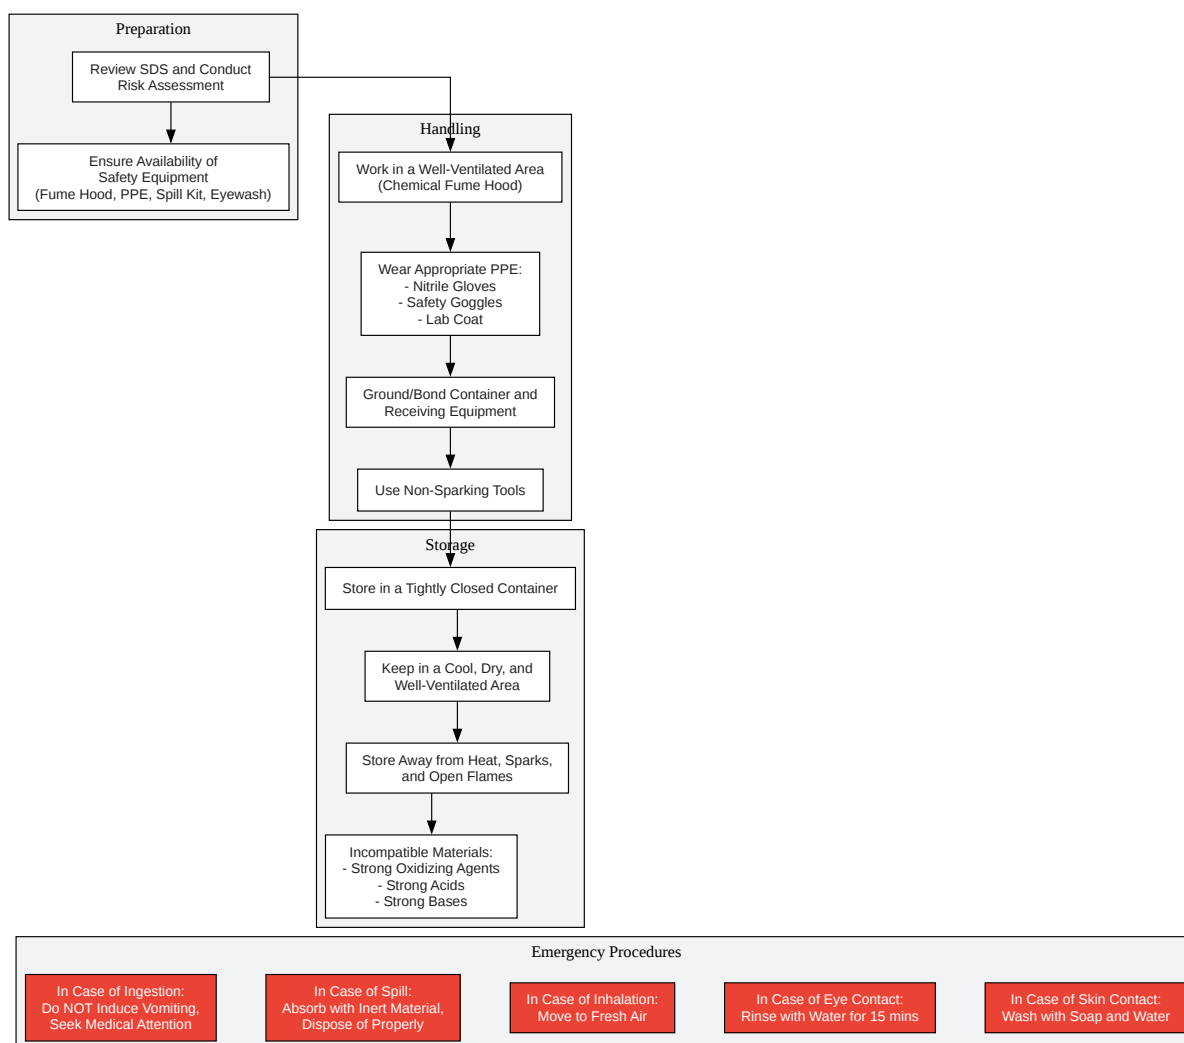 Preparation
Review SDS and Conduct
Risk Assessment
Ensure Availability of
Safety Equipment
(Fume Hood, PPE, Spill Kit, Eyewash)
Handling
Work in a Well-Ventilated Area
(Chemical Fume Hood)
Wear Appropriate PPE:
- Nitrile Gloves
- Safety Goggles
- Lab Coat
Ground/Bond Container and
Receiving Equipment
Use Non-Sparking Tools
Storage
Store in a Tightly Closed Container
Keep in a Cool, Dry, and
Well-Ventilated Area
Store Away from Heat, Sparks,
and Open Flames
Incompatible Materials:
- Strong Oxidizing Agents
- Strong Acids
- Strong Bases
Emergency Procedures
In Case of Ingestion:
Do NOT Induce Vomiting,
Seek Medical Attention
In Case of Spill:
Absorb with Inert Material,
Dispose of Properly
In Case of Inhalation:
Move to Fresh Air
In Case of Eye Contact:
Rinse with Water for 15 mins
In Case of Skin Contact:
Wash with Soap and Water